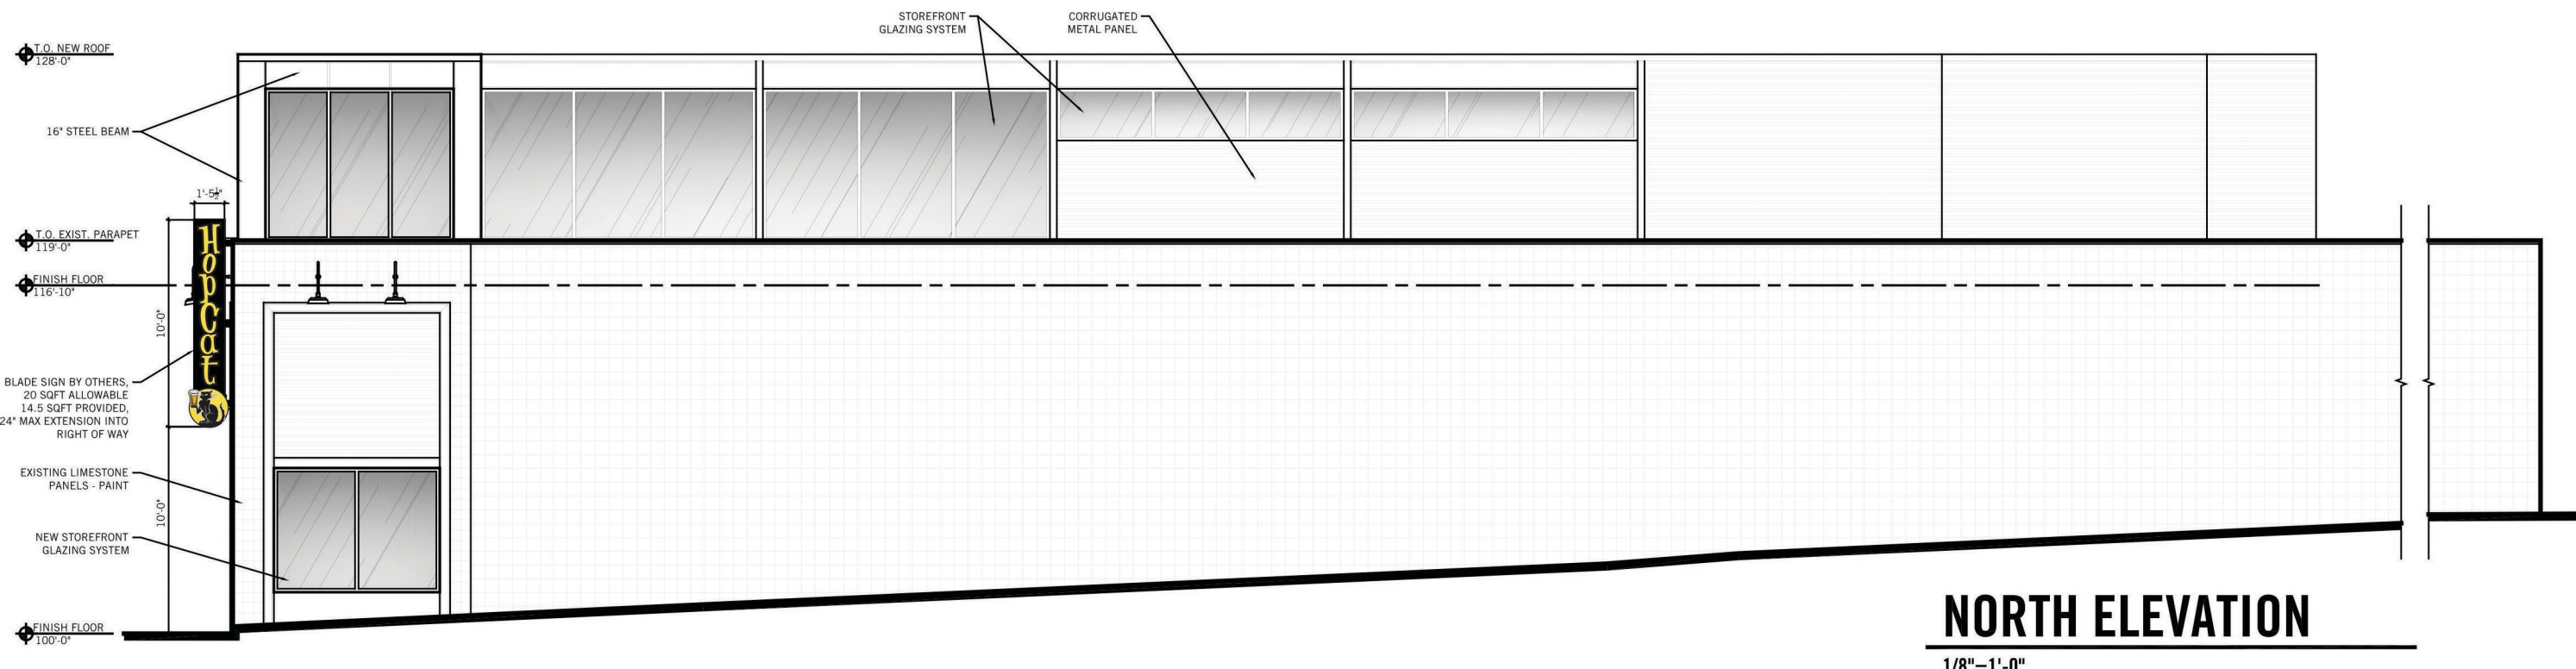 STOREFRONT
GLAZING SYSTEM
CORRUGATED
METAL PANEL
T.O. NEW ROOF
128'-0"
16" STEEL BEAM
1'-5½"
T.O. EXIST. PARAPET
119'-0"
FINISH FLOOR
116'-10"
HopCat
10'-0"
BLADE SIGN BY OTHERS,
20 SQFT ALLOWABLE
14.5 SQFT PROVIDED,
24" MAX EXTENSION INTO
RIGHT OF WAY
EXISTING LIMESTONE
PANELS - PAINT
10'-0"
NEW STOREFRONT
GLAZING SYSTEM
FINISH FLOOR
100'-0"
NORTH ELEVATION
1/8"=1'-0"